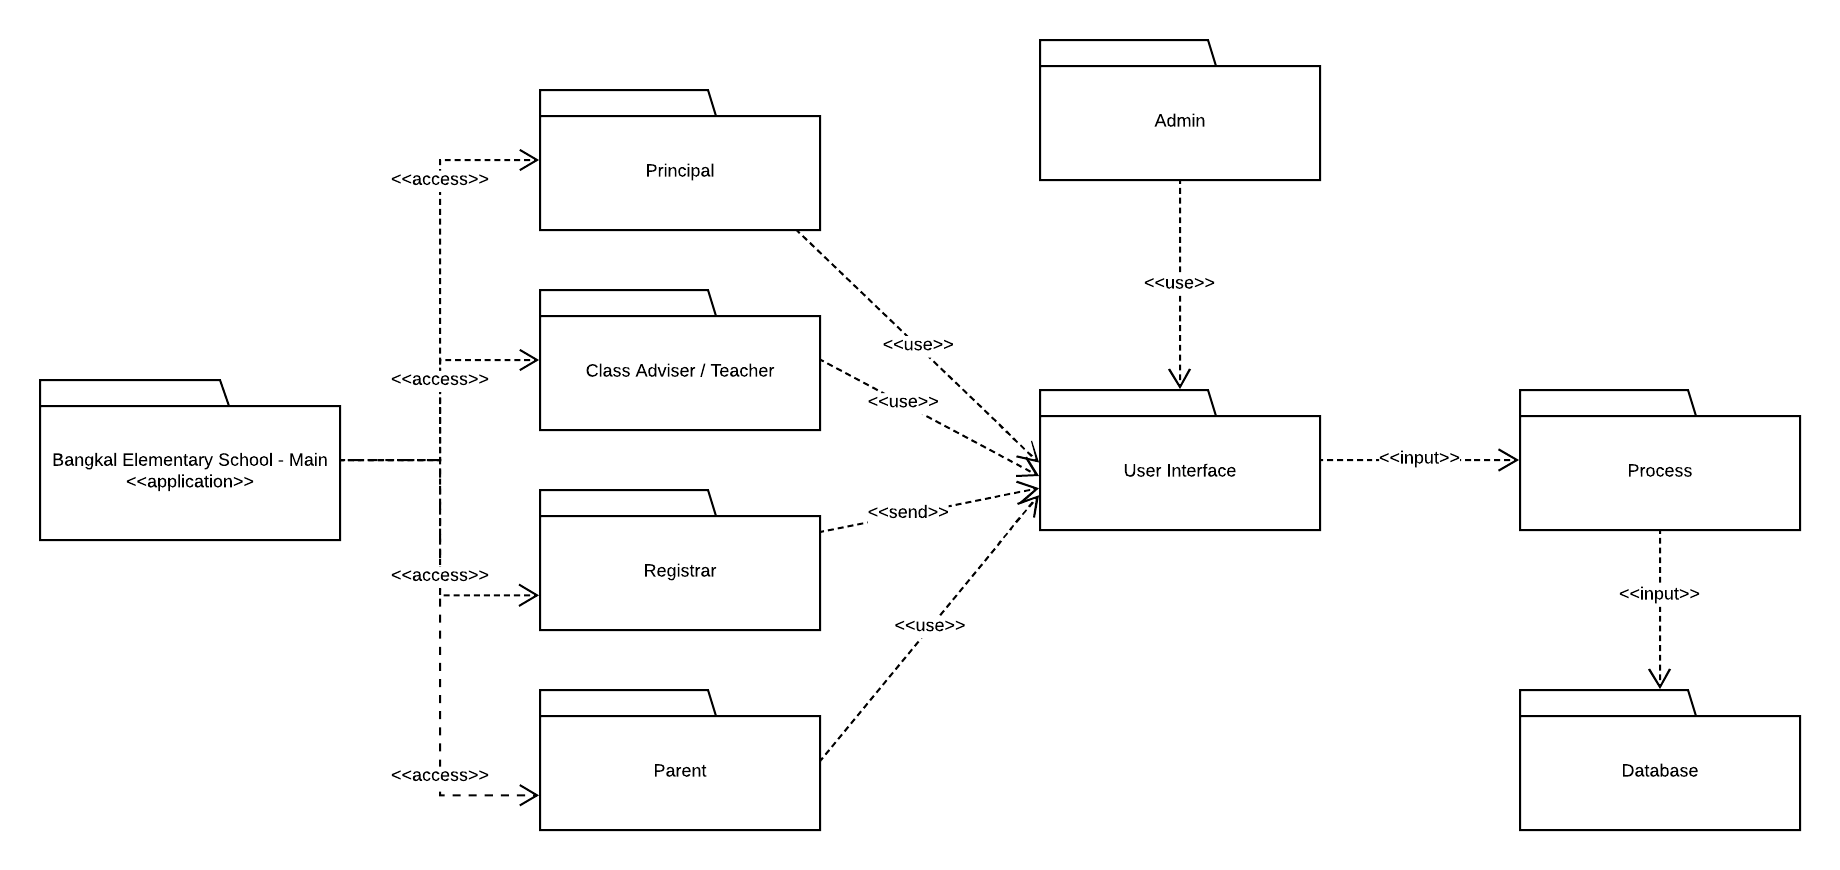 Admin
Principal
<<access>>
<<use>>
<<use>>
Class Adviser / Teacher
<<access>>
<<use>>
Bangkal Elementary School - Main
<<application>>
User Interface
<<input>>
Process
<<send>>
Registrar
<<access>>
<<input>>
<<use>>
Parent
<<access>>
Database